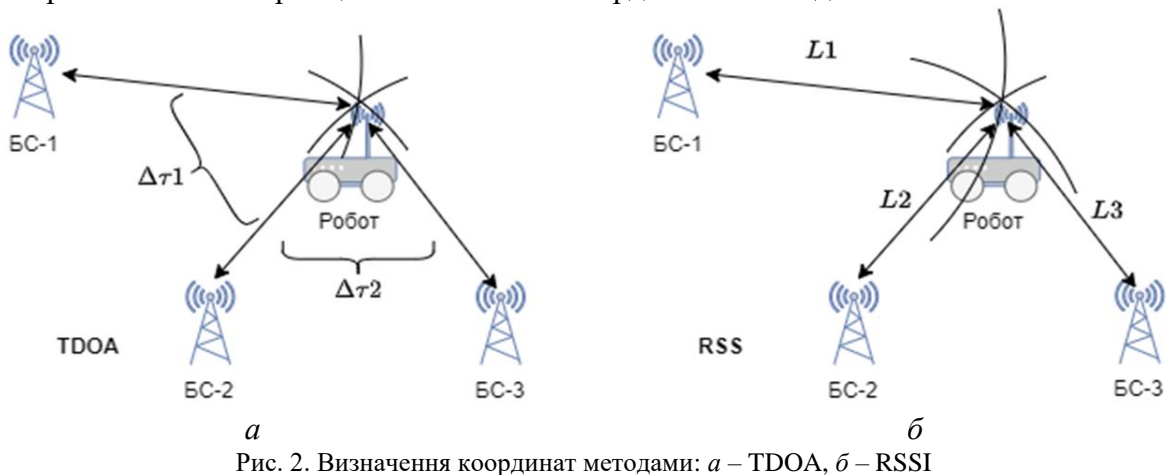 L1
БС-1
БС-1
Δτ1
L2
L3
Робот
Робот
Δτ2
TDOA
RSS
БС-2
БС-3
БС-2
БС-3
а
б
Рис. 2. Визначення координат методами: а – TDOA, б – RSSI